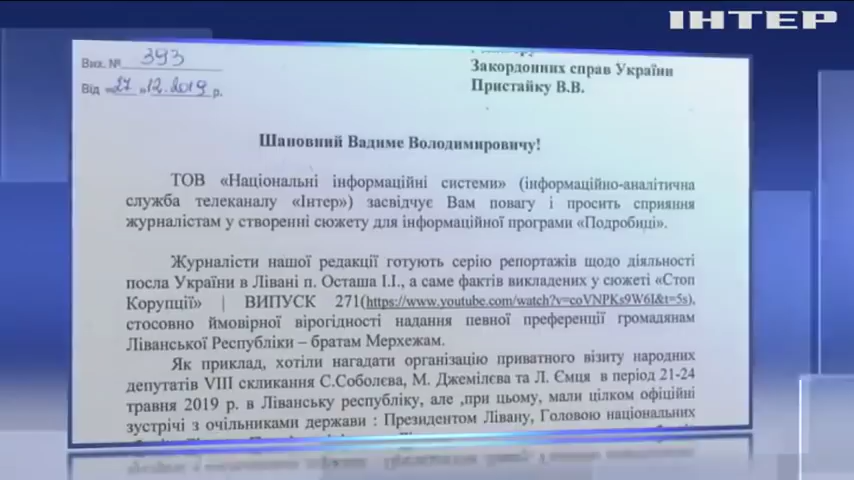 ІНТЕР
Вих. № 393
Від «27 » 12. 2019 р.
Закордонних справ України
Пристайку В.В.
Шановний Вадиме Володимировичу!
ТОВ «Національні інформаційні системи» (інформаційно-аналітична
служба телеканалу «Інтер») засвідчує Вам повагу і просить сприяння
журналістам у створенні сюжету для інформаційної програми «Подробиці».
Журналісти нашої редакції готують серію репортажів щодо діяльності
посла України в Лівані п. Осташа І.І., а саме фактів викладених у сюжеті «Стоп
Корупції» | ВИПУСК 271(https://www.youtube.com/watch?v=coVNPKs9W6I&t=5s),
стосовно ймовірної вірогідності надання певної преференції громадянам
Ліванської Республіки – братам Мерхежам.
Як приклад, хотіли нагадати організацію приватного візиту народних
депутатів VIII скликання С.Соболєва, М. Джемілєва та Л. Ємця в період 21-24
травня 2019 р. в Ліванську республіку, але ,при цьому, мали цілком офіційні
зустрічі з очільниками держави : Президентом Лівану, Головою національних